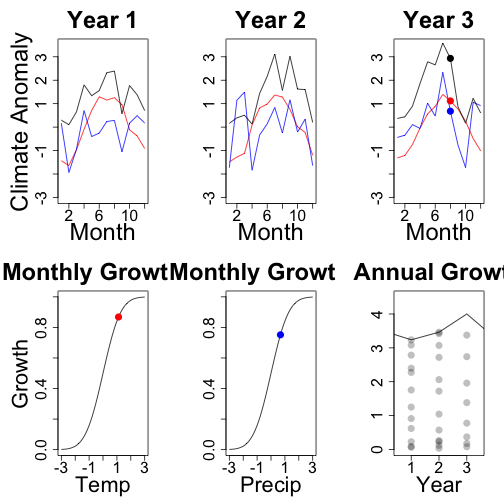 Year 1
Year 2
Year 3
Climate Anomaly
-3 -1 1 3
2 6 10
Month
-3 -1 1 3
2 6 10
Month
-3 -1 1 3
2 6 10
Month
Monthly Growt
Monthly Growt
Annual Growt
Growth
0.0 0.4 0.8
-3 -1 1 3
Temp
0.0 0.4 0.8
-3 -1 1 3
Precip
0 1 2 3 4
1 2 3
Year